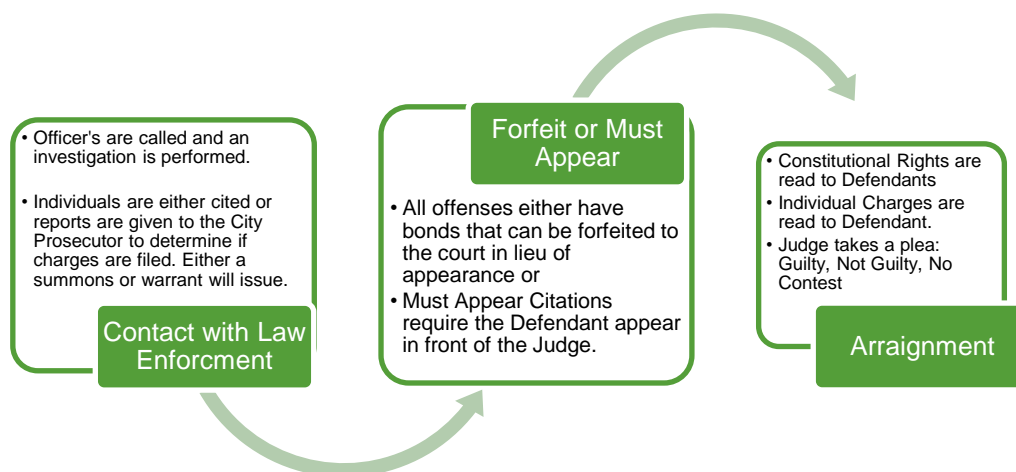 • Officer's are called and an
investigation is performed.
• Individuals are either cited or
reports are given to the City
Prosecutor to determine if
charges are filed. Either a
summons or warrant will issue.
Contact with Law
Enforcment
Forfeit or Must
Appear
• All offenses either have
bonds that can be forfeited to
the court in lieu of
appearance or
• Must Appear Citations
require the Defendant appear
in front of the Judge.
• Constitutional Rights are
read to Defendants
• Individual Charges are
read to Defendant.
• Judge takes a plea:
Guilty, Not Guilty, No
Contest
Arraignment